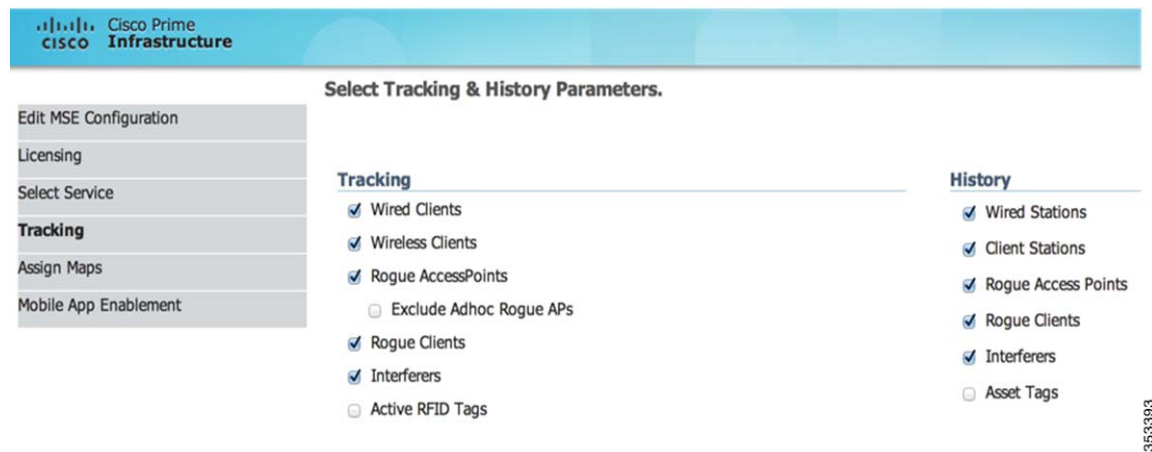 Cisco Prime
CISCO Infrastructure
Select Tracking & History Parameters.
Edit MSE Configuration
Licensing
Select Service
Tracking
Assign Maps
Mobile App Enablement
Tracking
Wired Clients
Wireless Clients
Rogue AccessPoints
Exclude Adhoc Rogue APs
Rogue Clients
Interferers
Active RFID Tags
History
Wired Stations
Client Stations
Rogue Access Points
Rogue Clients
Interferers
Asset Tags
353393